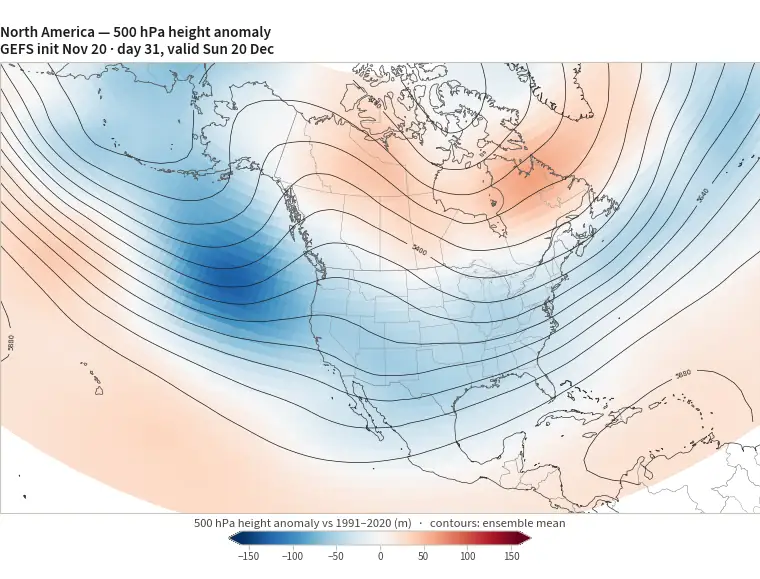 North America — 500 hPa height anomaly
GEFS init Nov 20 · day 31, valid Sun 20 Dec
5640
5400
5880
5880
500 hPa height anomaly vs 1991–2020 (m) · contours: ensemble mean
−150 −100 −50 0 50 100 150